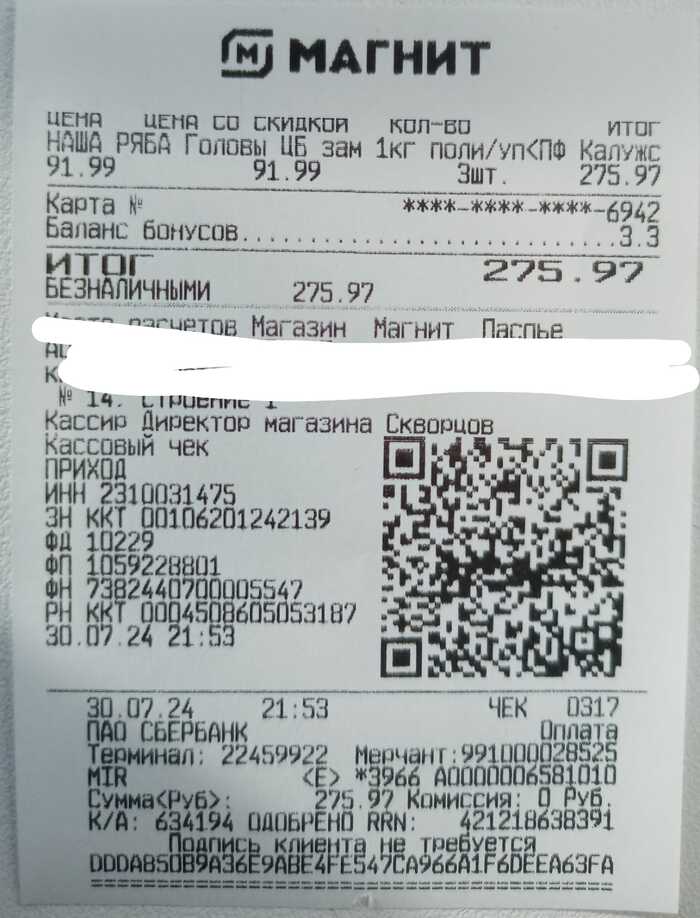 МАГНИТ
ЦЕНА ЦЕНА СО СКИДКОЙ КОЛ-ВО ИТОГ
НАША РЯБА Головы ЦБ зам 1кг поли/уп<ПФ Калужс
91.99 91.99 3шт. 275.97
Карта № ****-****-****-6942
Баланс бонусов..............................3.3
ИТОГ 275.97
БЕЗНАЛИЧНЫМИ 275.97
расчетов Магазин Магнит Паспье
№ 14. СТРОЕНИЕ 1
Кассир Директор магазина Скворцов
Кассовый чек
ПРИХОД
ИНН 2310031475
ЗН ККТ 00106201242139
ФД 10229
ФП 1059228801
ФН 7382440700005547
РН ККТ 0004508605053187
30.07.24 21:53
30.07.24 21:53 ЧЕК 0317
ПАО СБЕРБАНК Оплата
Терминал: 22459922 Мерчант:991000028525
MIR <E> *3966 A0000006581010
Сумма<Руб>: 275.97 Комиссия: 0 Руб.
К/А: 634194 ОДОБРЕНО RRN: 421218638391
Подпись клиента не требуется
DDDA850B9A36E9ABE4FE547CA966A1F6DEEA63FA